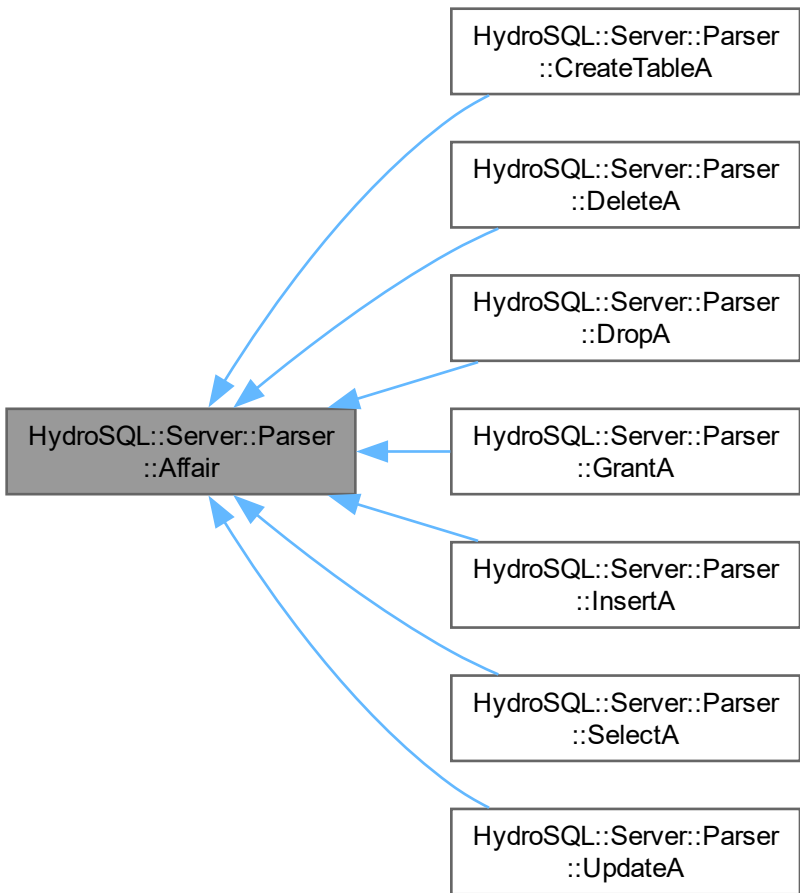 HydroSQL::Server::Parser
::CreateTableA
HydroSQL::Server::Parser
::DeleteA
HydroSQL::Server::Parser
::DropA
HydroSQL::Server::Parser
::Affair
HydroSQL::Server::Parser
::GrantA
HydroSQL::Server::Parser
::InsertA
HydroSQL::Server::Parser
::SelectA
HydroSQL::Server::Parser
::UpdateA